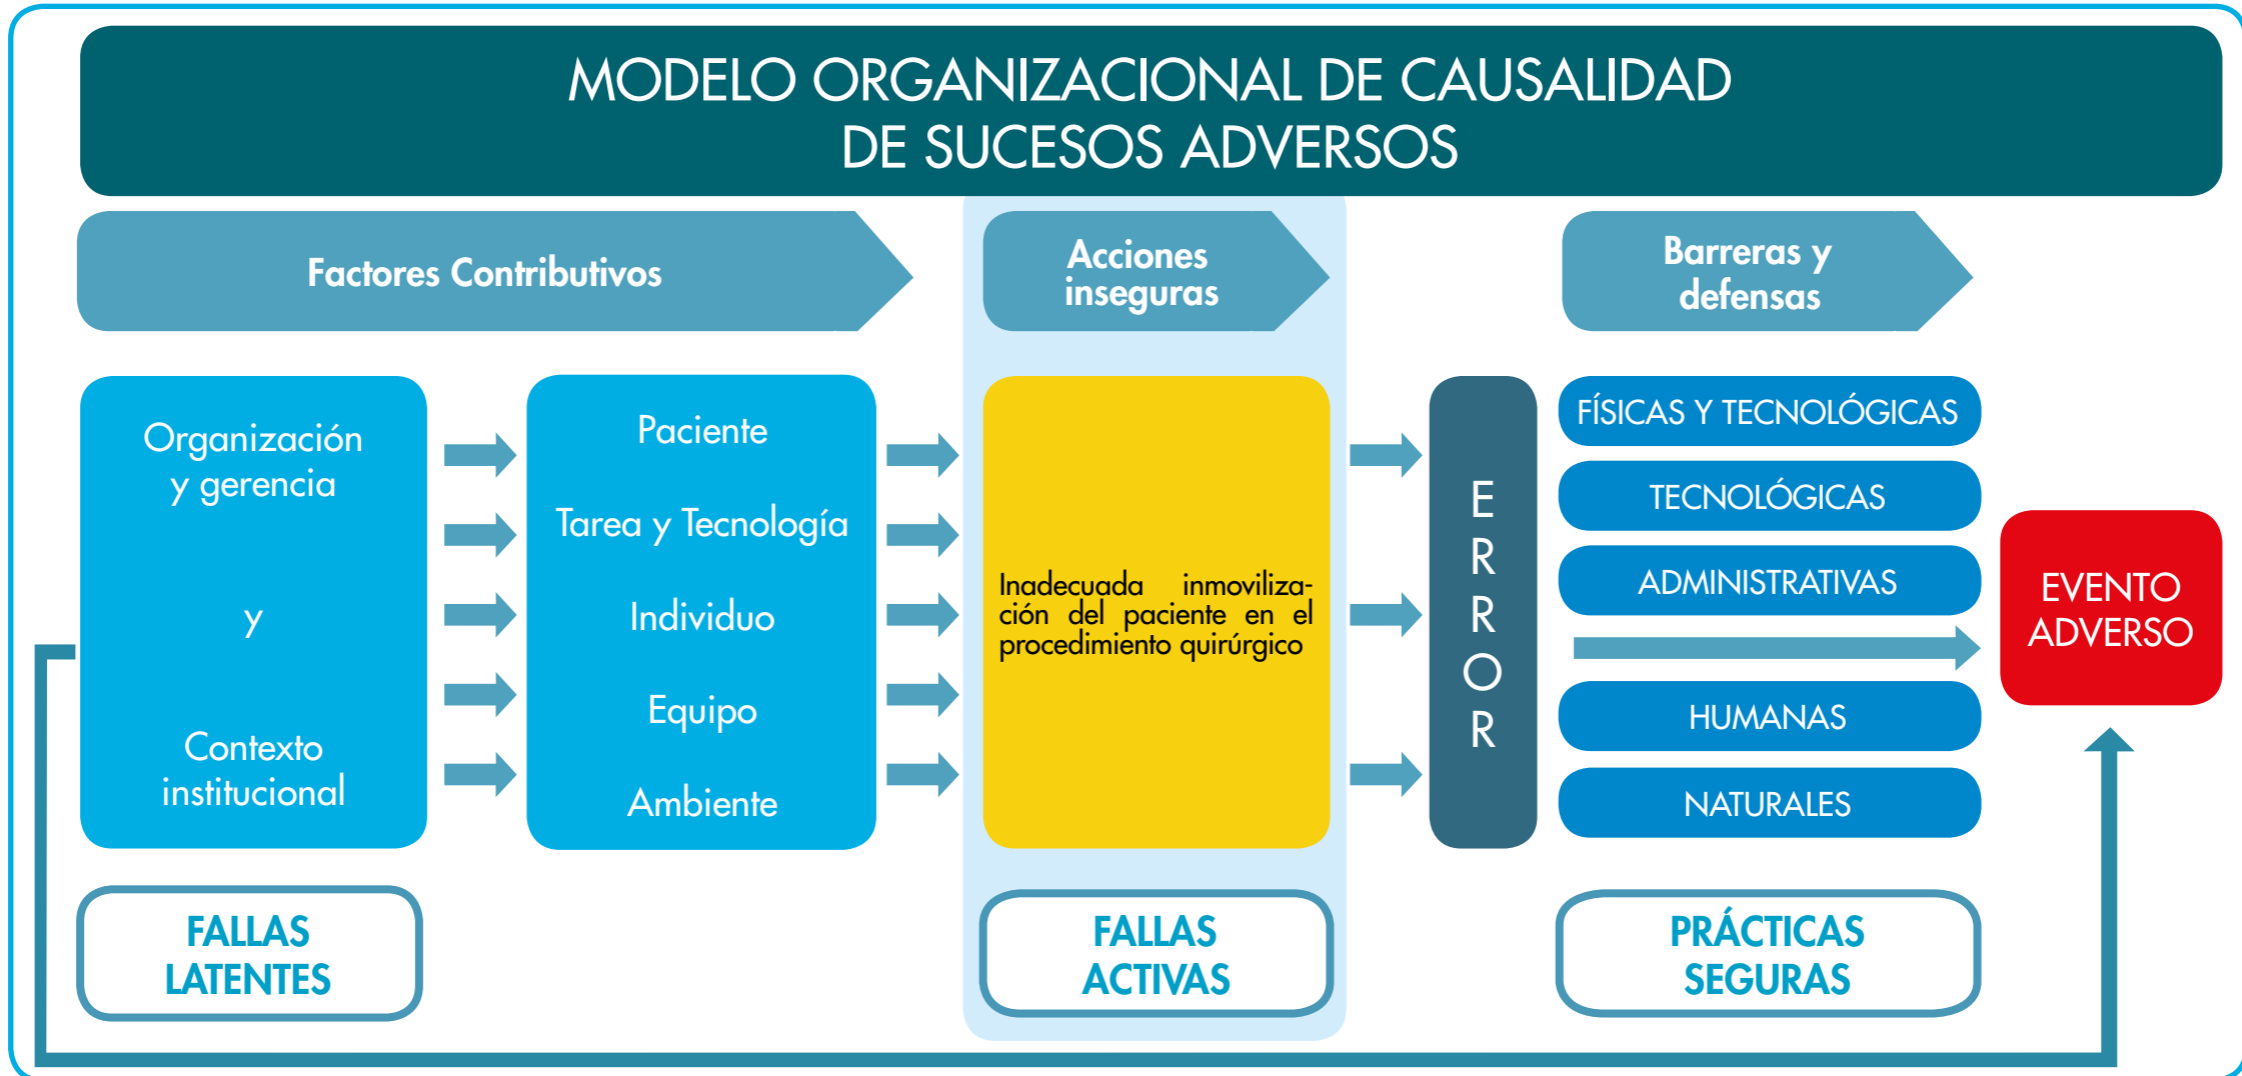 MODELO ORGANIZACIONAL DE CAUSALIDAD
DE SUCESOS ADVERSOS
Factores Contributivos
Acciones
inseguras
Barreras y
defensas
Organización
y gerencia
y
Contexto
institucional
Paciente
Tarea y Tecnología
Individuo
Equipo
Ambiente
Inadecuada inmoviliza-
ción del paciente en el
procedimiento quirúrgico
E
R
R
O
R
FÍSICAS Y TECNOLÓGICAS
TECNOLÓGICAS
ADMINISTRATIVAS
HUMANAS
NATURALES
EVENTO
ADVERSO
FALLAS
LATENTES
FALLAS
ACTIVAS
PRÁCTICAS
SEGURAS